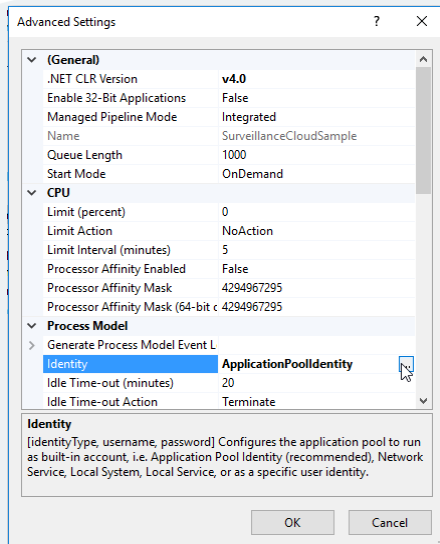 Advanced Settings ? X
(General)
.NET CLR Version v4.0
Enable 32-Bit Applications False
Managed Pipeline Mode Integrated
Name SurveillanceCloudSample
Queue Length 1000
Start Mode OnDemand
CPU
Limit (percent) 0
Limit Action NoAction
Limit Interval (minutes) 5
Processor Affinity Enabled False
Processor Affinity Mask 4294967295
Processor Affinity Mask (64-bit c 4294967295
Process Model
Generate Process Model Event L
Identity ApplicationPoolIdentity ...
Idle Time-out (minutes) 20
Idle Time-out Action Terminate
Identity
[identityType, username, password] Configures the application pool to run
as built-in account, i.e. Application Pool Identity (recommended), Network
Service, Local System, Local Service, or as a specific user identity.
OK Cancel